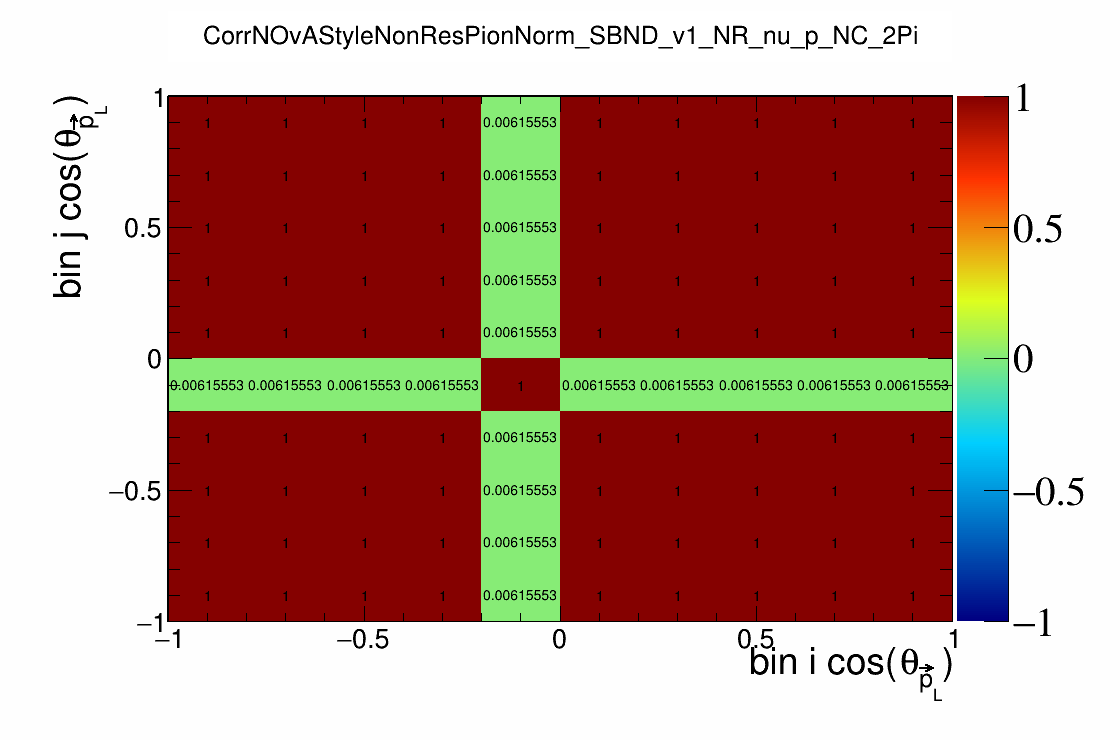 CorrNOvAStyleNonResPionNorm_SBND_v1_NR_nu_p_NC_2Pi
bin j cos(θ_p⃗_L)
1
0.5
0
−0.5
−1
1 1 1 0.00615553 1 1 1 1 1
1 1 1 0.00615553 1 1 1 1 1
1 1 1 0.00615553 1 1 1 1 1
1 1 1 0.00615553 1 1 1 1 1
1 1 1 0.00615553 1 1 1 1 1
0.00615553 0.00615553 0.00615553 0.00615553 1 0.00615553 0.00615553 0.00615553 0.00615553 0.00615553
1 1 1 1 0.00615553 1 1 1 1 1
1 1 1 1 0.00615553 1 1 1 1 1
1 1 1 1 0.00615553 1 1 1 1 1
1 1 1 1 0.00615553 1 1 1 1 1
−1 −0.5 0 0.5 1
bin i cos(θ_p⃗_L)
1
0.5
0
−0.5
−1